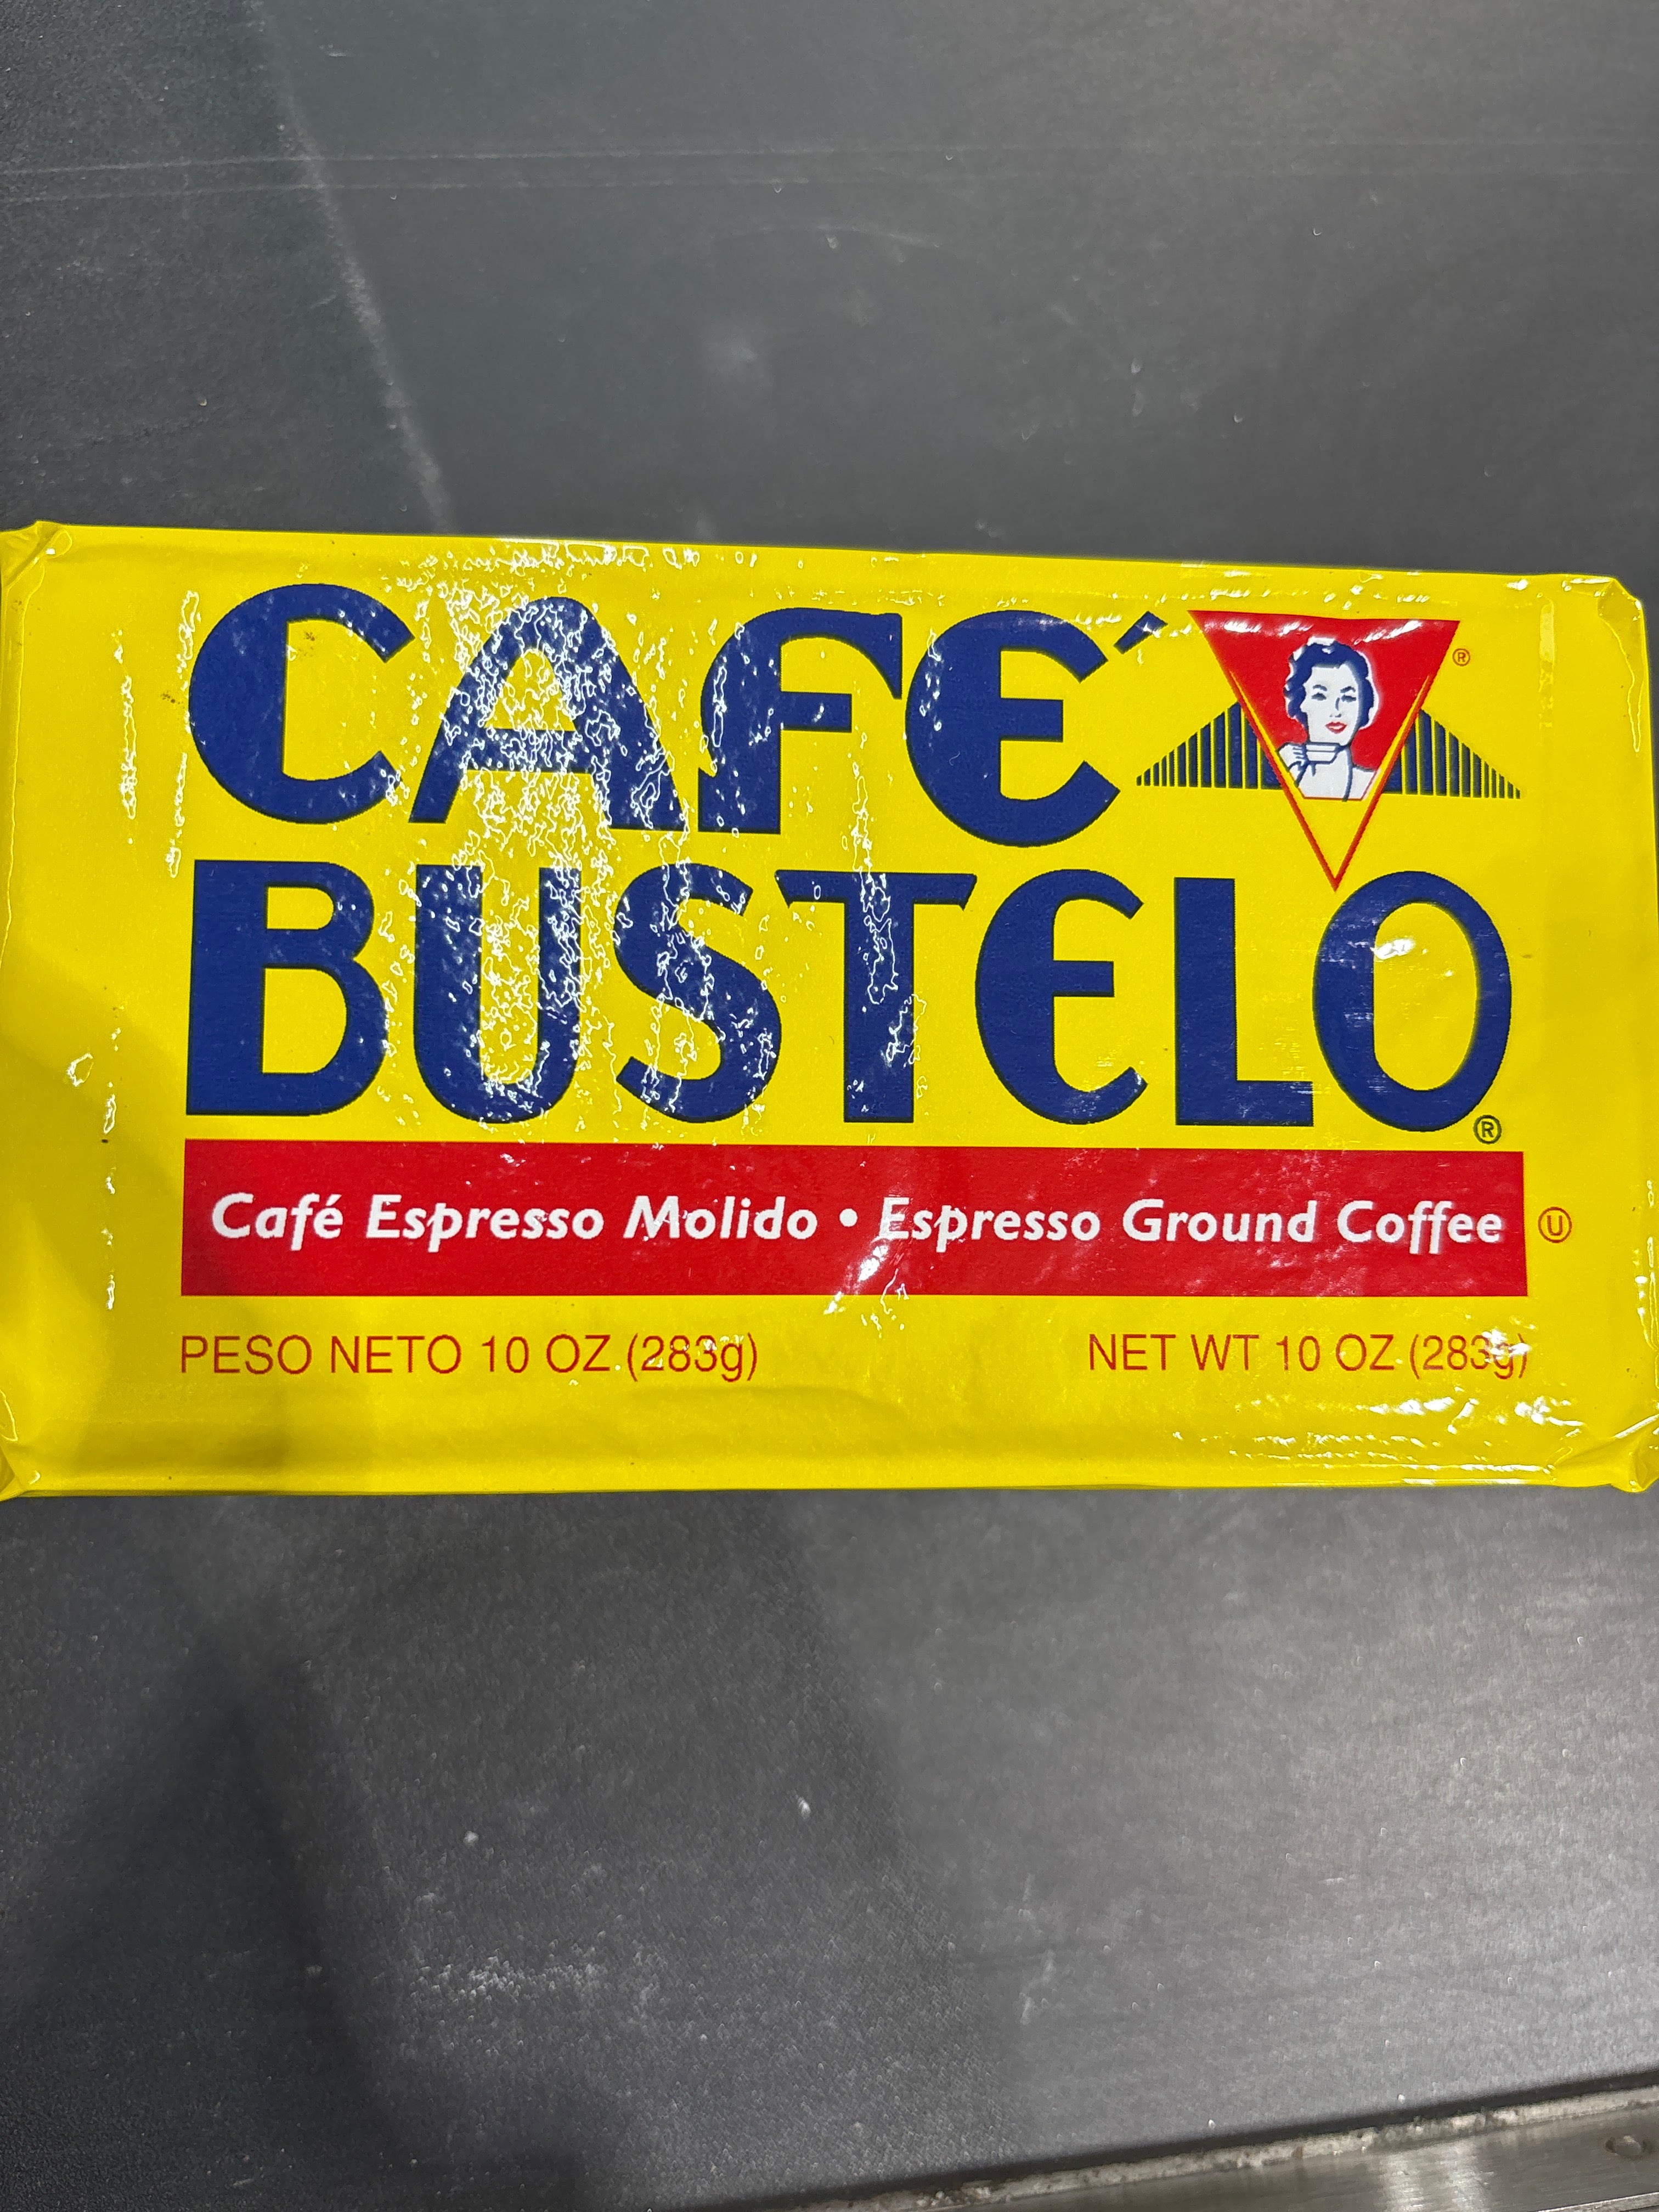 CAFÉ
®
BUSTELO
®
Café Espresso Molido • Espresso Ground Coffee
Ⓤ
PESO NETO 10 OZ (283g) NET WT 10 OZ (283g)